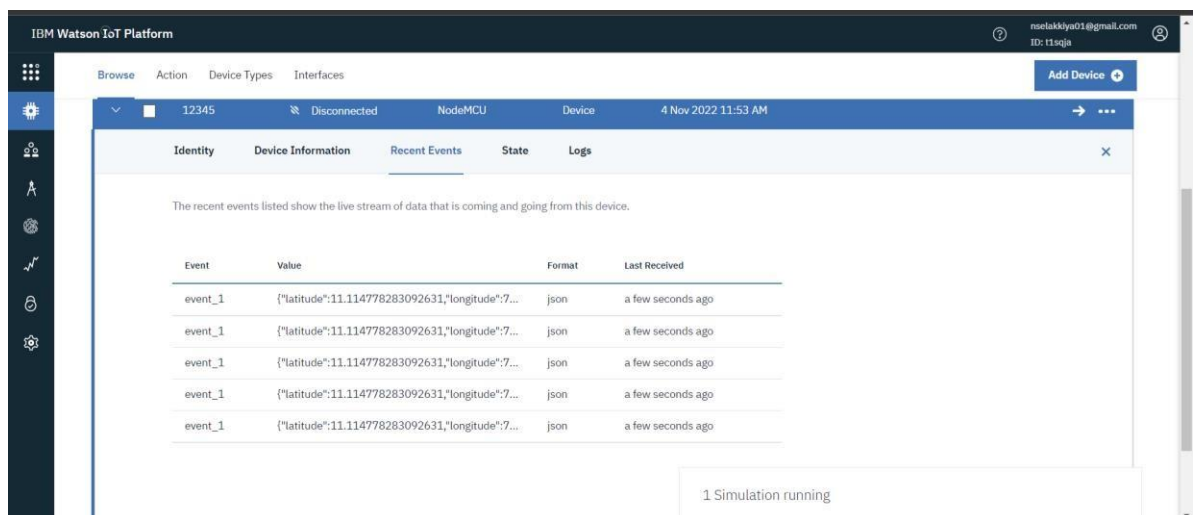 IBM Watson IoT Platform
nselakkiya01@gmail.com
ID: t1sqja
Browse Action Device Types Interfaces
Add Device
12345 Disconnected NodeMCU Device 4 Nov 2022 11:53 AM
Identity Device Information Recent Events State Logs
The recent events listed show the live stream of data that is coming and going from this device.
Event Value Format Last Received
event_1 {"latitude":11.114778283092631,"longitude":7... json a few seconds ago
event_1 {"latitude":11.114778283092631,"longitude":7... json a few seconds ago
event_1 {"latitude":11.114778283092631,"longitude":7... json a few seconds ago
event_1 {"latitude":11.114778283092631,"longitude":7... json a few seconds ago
event_1 {"latitude":11.114778283092631,"longitude":7... json a few seconds ago
1 Simulation running